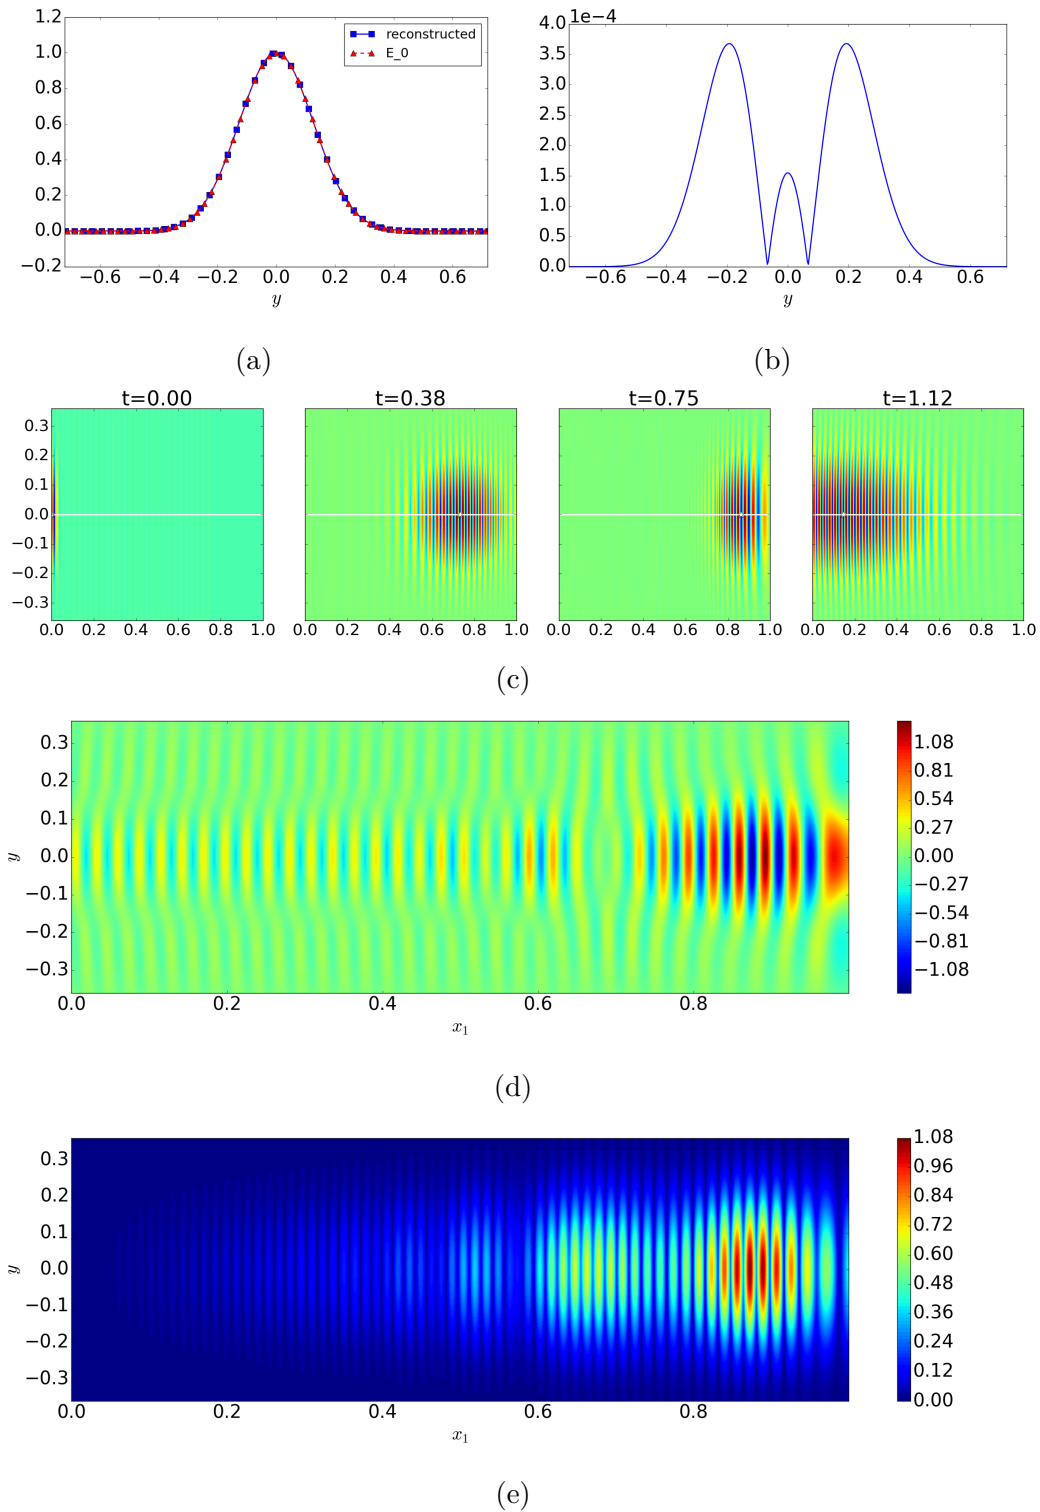 1.2
1.0
0.8
0.6
0.4
0.2
0.0
−0.2
−0.6 −0.4 −0.2 0.0 0.2 0.4 0.6
y
reconstructed
E_0
(a)
1e−4
4.0
3.5
3.0
2.5
2.0
1.5
1.0
0.5
0.0
−0.6 −0.4 −0.2 0.0 0.2 0.4 0.6
y
(b)
t=0.00 t=0.38 t=0.75 t=1.12
0.3
0.2
0.1
0.0
−0.1
−0.2
−0.3
0.0 0.2 0.4 0.6 0.8 1.0
0.0 0.2 0.4 0.6 0.8 1.0
0.0 0.2 0.4 0.6 0.8 1.0
0.0 0.2 0.4 0.6 0.8 1.0
(c)
0.3
0.2
0.1
0.0
−0.1
−0.2
−0.3
y
0.0 0.2 0.4 0.6 0.8
x₁
1.08
0.81
0.54
0.27
0.00
−0.27
−0.54
−0.81
−1.08
(d)
0.3
0.2
0.1
0.0
−0.1
−0.2
−0.3
y
0.0 0.2 0.4 0.6 0.8
x₁
1.08
0.96
0.84
0.72
0.60
0.48
0.36
0.24
0.12
0.00
(e)